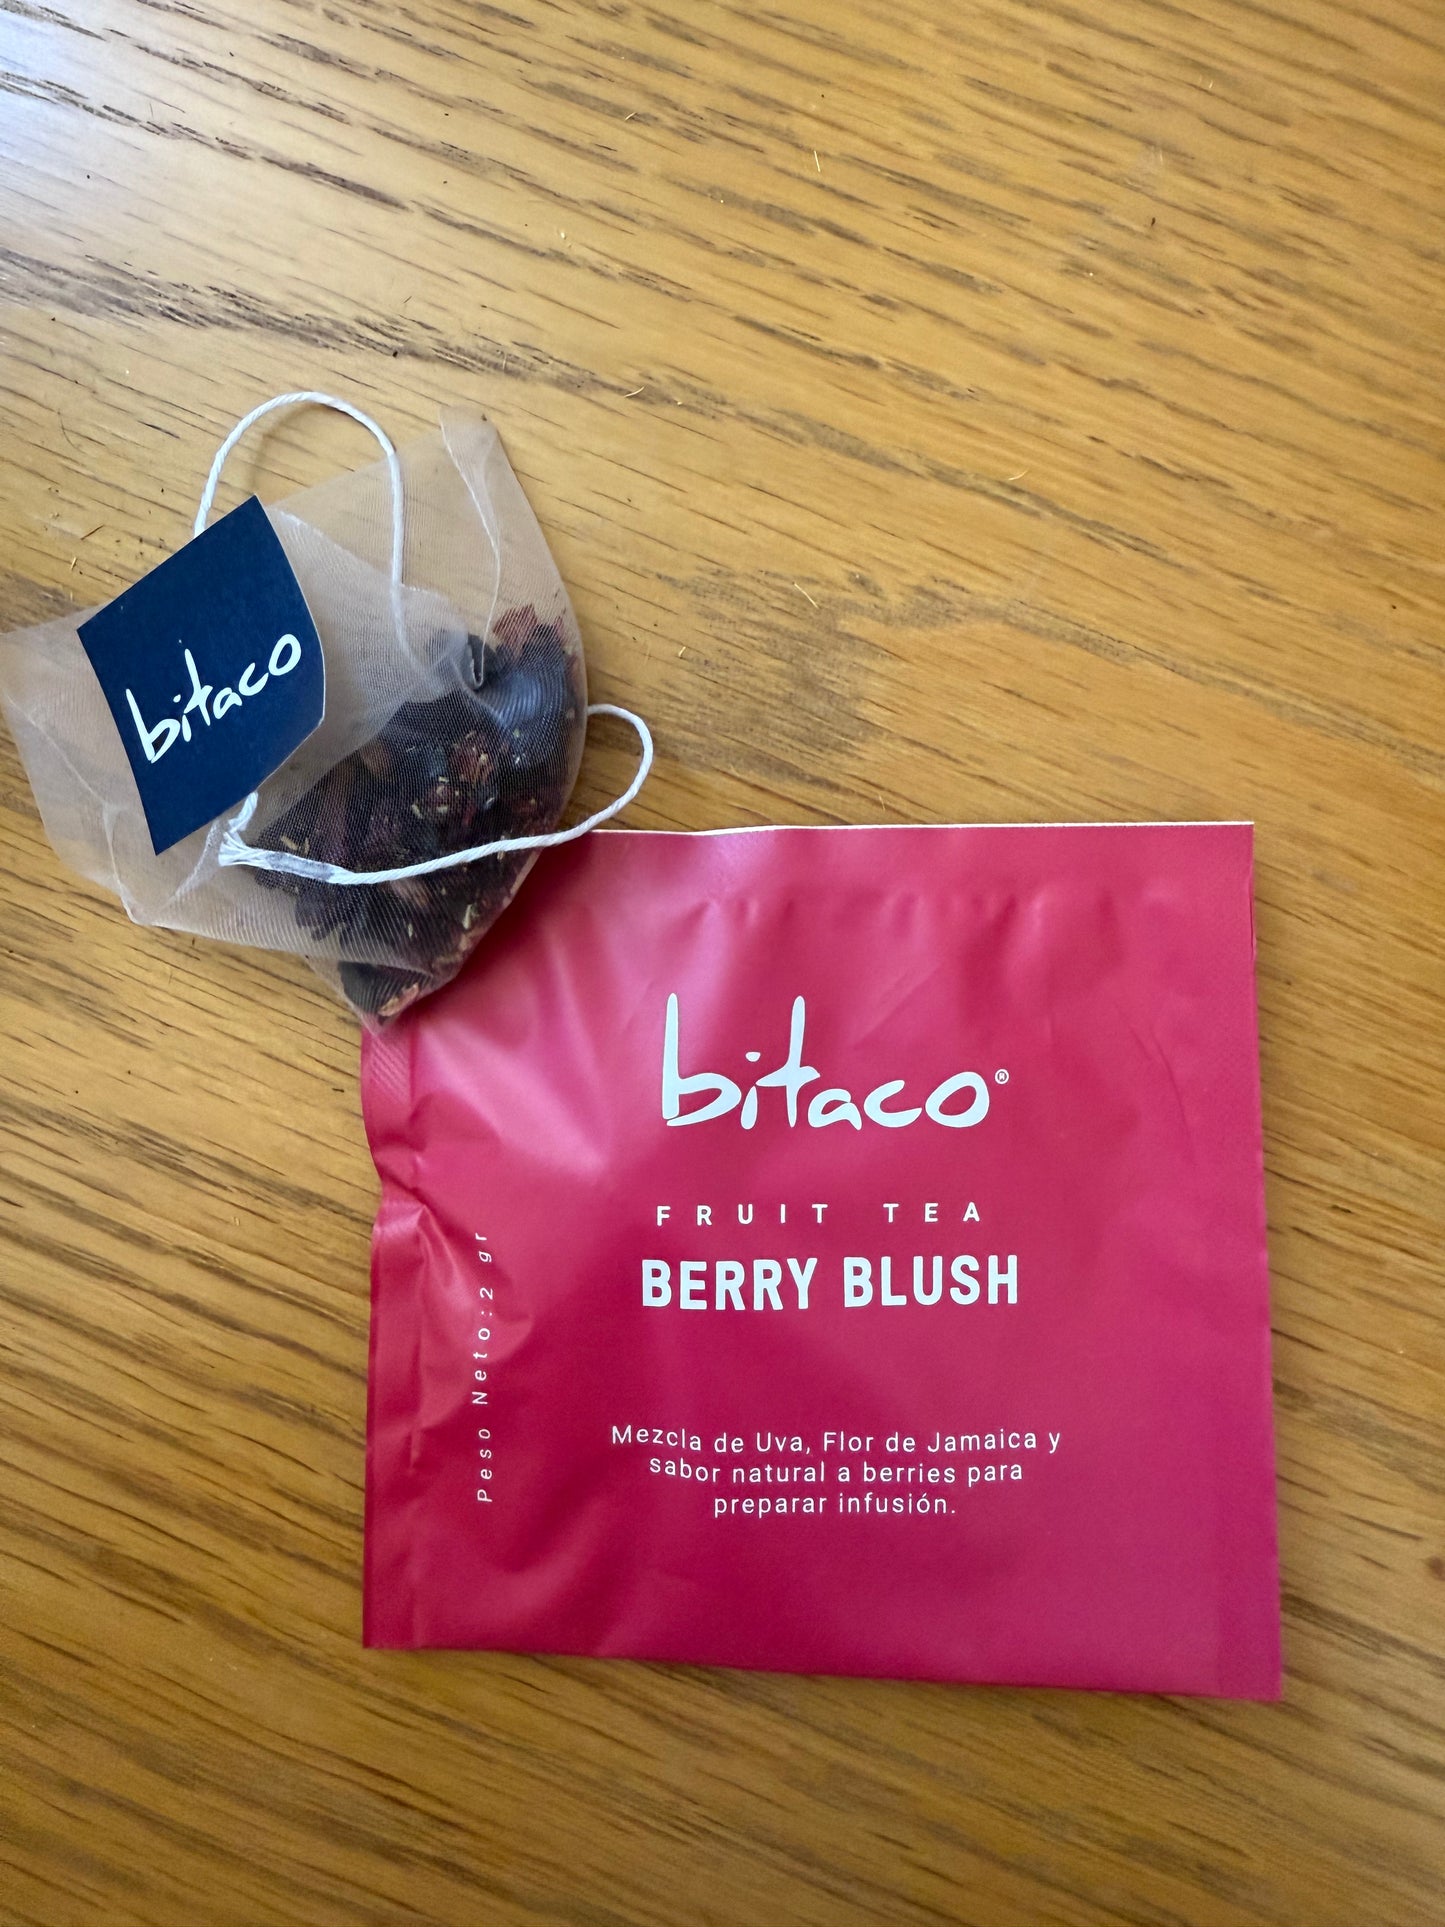 bitaco
bitaco®
FRUIT TEA
BERRY BLUSH
Peso Neto:2 gr
Mezcla de Uva, Flor de Jamaica y
sabor natural a berries para
preparar infusión.